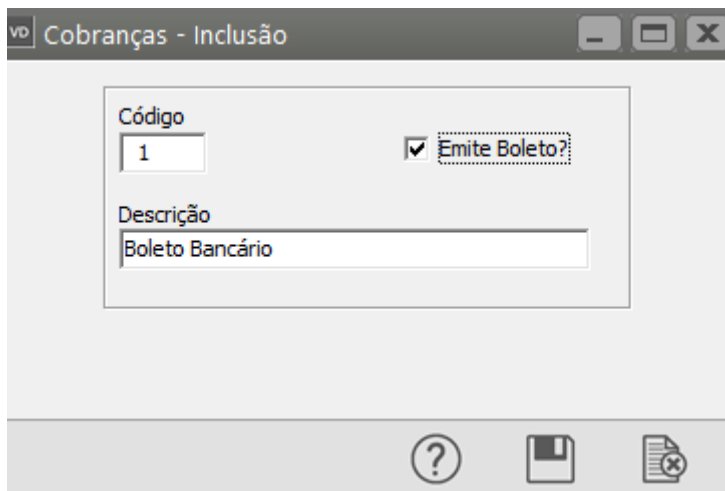 VD Cobranças - Inclusão
Código
1
Emite Boleto?
Descrição
Boleto Bancário
?